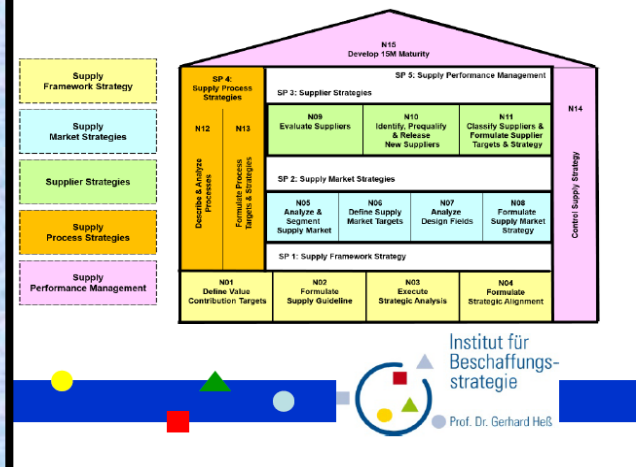 N15
Develop 15M Maturity
Supply
Framework Strategy
Supply
Market Strategies
Supplier Strategies
Supply
Process Strategies
Supply
Performance Management
SP 4:
Supply Process
Strategies
N12
Describe & Analyze
Processes
N13
Formulate Process
Targets & Strategies
SP 5: Supply Performance Management
SP 3: Supplier Strategies
N09
Evaluate Suppliers
N10
Identify, Prequalify
& Release
New Suppliers
N11
Classify Suppliers &
Formulate Supplier
Targets & Strategy
SP 2: Supply Market Strategies
N05
Analyze &
Segment
Supply Market
N06
Define Supply
Market Targets
N07
Analyze
Design Fields
N08
Formulate
Supply Market
Strategy
SP 1: Supply Framework Strategy
N01
Define Value
Contribution Targets
N02
Formulate
Supply Guideline
N03
Execute
Strategic Analysis
N04
Formulate
Strategic Alignment
N14
Control Supply Strategy
Institut für
Beschaffungs-
strategie
Prof. Dr. Gerhard Heß